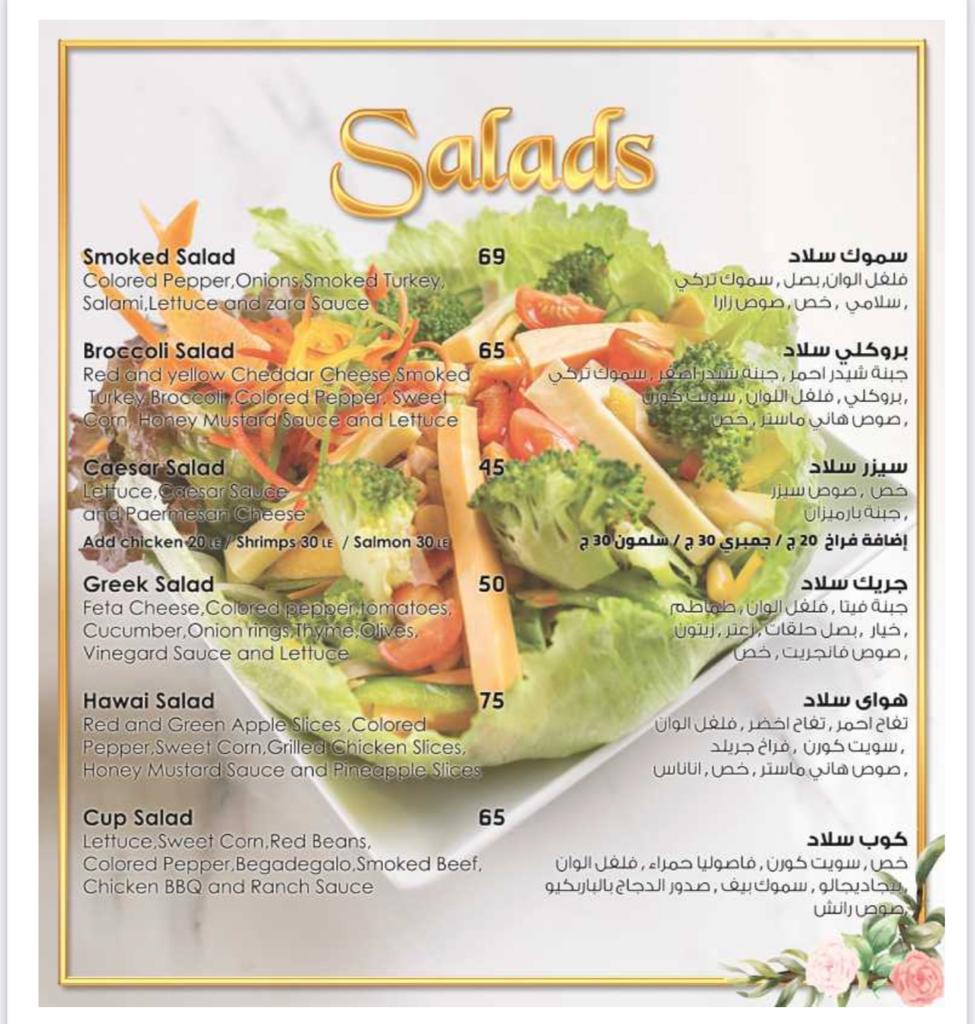 Salads
Smoked Salad 69
Colored Pepper,Onions,Smoked Turkey,
Salami,Lettuce and zara Sauce
سموك سلاد
فلفل الوان,بصل , سموك تركي
, سلامي , خص , صوص زارا
Broccoli Salad 65
Red and yellow Cheddar Cheese,Smoked
Turkey Broccoli ,Colored Pepper, Sweet
Corn, Honey Mustard Sauce and Lettuce
بروكلي سلاد
جبنة شيدر احمر , جبنة شيدر اصفر , سموك تركي
,بروكلي , فلفل اللوان , سويت كورن
, صوص هاني ماستر , خص
Caesar Salad 45
Lettuce,Caesar Sauce
and Paermesan Cheese
Add chicken 20 LE / Shrimps 30 LE / Salmon 30 LE
سيزر سلاد
خص , صوص سيزر
, جبنة بارميزان
إضافة فراخ 20 ج / جمبري 30 ج / سلمون 30 ج
Greek Salad 50
Feta Cheese,Colored pepper,tomatoes,
Cucumber,Onion rings,Thyme,Olives,
Vinegard Sauce and Lettuce
جريك سلاد
جبنة فيتا , فلفل الوان , طماطم
, خيار , بصل حلقات , زعتر , زيتون
, صوص فانجريت , خص
Hawai Salad 75
Red and Green Apple Slices ,Colored
Pepper,Sweet Corn,Grilled Chicken Slices,
Honey Mustard Sauce and Pineapple Slices
هواى سلاد
تفاح احمر , تفاح اخضر , فلفل الوان
, سويت كورن , فراخ جريلد
, صوص هاني ماستر , خص , اناناس
Cup Salad 65
Lettuce,Sweet Corn,Red Beans,
Colored Pepper,Begadegalo,Smoked Beef,
Chicken BBQ and Ranch Sauce
كوب سلاد
خص , سويت كورن , فاصوليا حمراء , فلفل الوان
, بيجاديجالو , سموك بيف , صدور الدجاج بالباربكيو
,صوص رانش